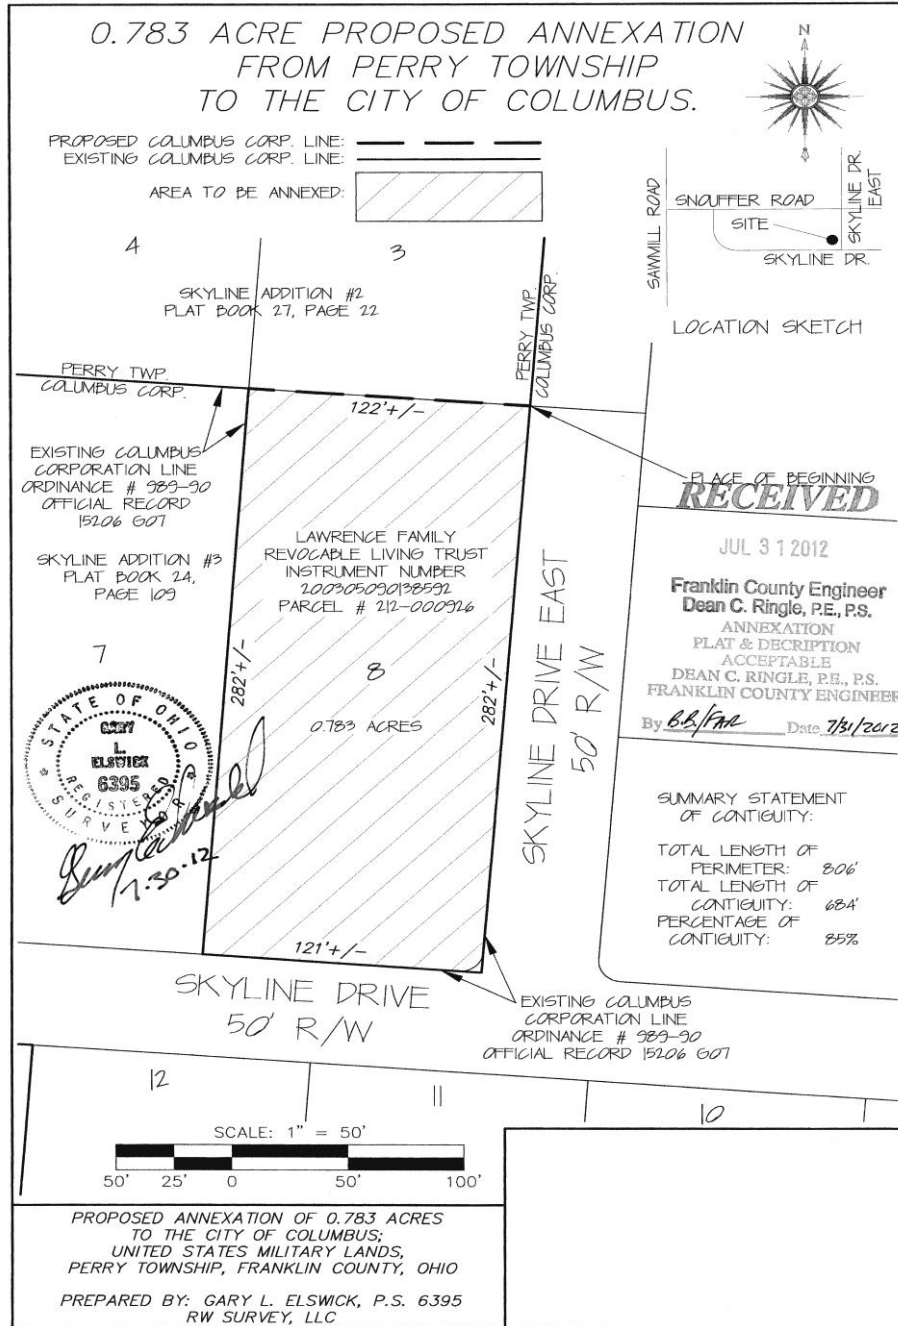 0.783 ACRE PROPOSED ANNEXATION
FROM PERRY TOWNSHIP
TO THE CITY OF COLUMBUS.
N
PROPOSED COLUMBUS CORP. LINE:
EXISTING COLUMBUS CORP. LINE:
AREA TO BE ANNEXED:
SAWMILL ROAD
SNOUFFER ROAD
SKYLINE DR.
EAST
SITE
SKYLINE DR.
LOCATION SKETCH
4
3
SKYLINE ADDITION #2
PLAT BOOK 27, PAGE 22
PERRY TWP.
COLUMBUS CORP.
PERRY TWP.
COLUMBUS CORP.
122'+/-
EXISTING COLUMBUS
CORPORATION LINE
ORDINANCE # 989-90
OFFICIAL RECORD
15206 G07
SKYLINE ADDITION #3
PLAT BOOK 24,
PAGE 109
7
PLACE OF BEGINNING
RECEIVED
JUL 31 2012
Franklin County Engineer
Dean C. Ringle, P.E., P.S.
ANNEXATION
PLAT & DECRIPTION
ACCEPTABLE
DEAN C. RINGLE, P.E., P.S.
FRANKLIN COUNTY ENGINEER
By B.B./FAR Date 7/31/2012
LAWRENCE FAMILY
REVOCABLE LIVING TRUST
INSTRUMENT NUMBER
200305090138592
PARCEL # 212-000926
8
0.783 ACRES
282'+/-
282'+/-
121'+/-
SKYLINE DRIVE EAST
50' R/W
STATE OF OHIO
GARY
L.
ELSWICK
6395
REGISTERED
SURVEYOR
7-30-12
SUMMARY STATEMENT
OF CONTIGUITY:
TOTAL LENGTH OF
PERIMETER: 806'
TOTAL LENGTH OF
CONTIGUITY: 684'
PERCENTAGE OF
CONTIGUITY: 85%
SKYLINE DRIVE
50' R/W
EXISTING COLUMBUS
CORPORATION LINE
ORDINANCE # 989-90
OFFICIAL RECORD 15206 G07
12
11
10
SCALE: 1" = 50'
50' 25' 0 50' 100'
PROPOSED ANNEXATION OF 0.783 ACRES
TO THE CITY OF COLUMBUS;
UNITED STATES MILITARY LANDS,
PERRY TOWNSHIP, FRANKLIN COUNTY, OHIO
PREPARED BY: GARY L. ELSWICK, P.S. 6395
RW SURVEY, LLC